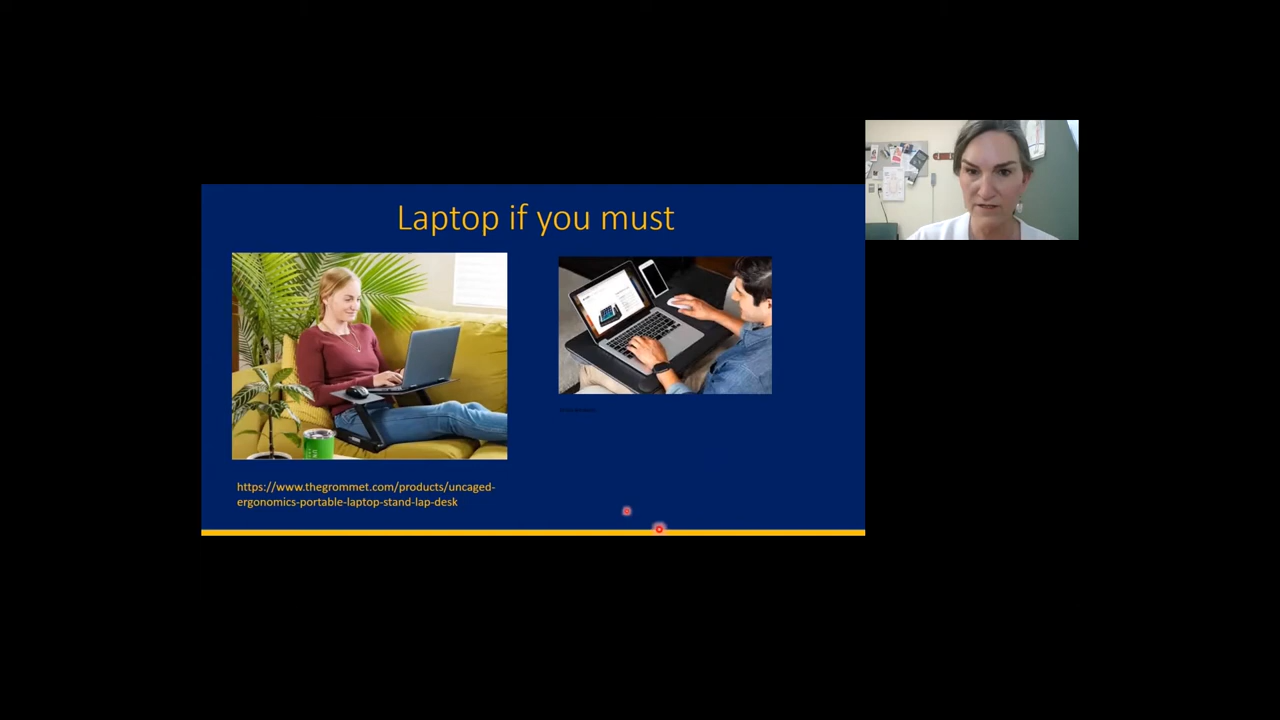 Laptop if you must
https://www.thegrommet.com/products/uncaged-
ergonomics-portable-laptop-stand-lap-desk